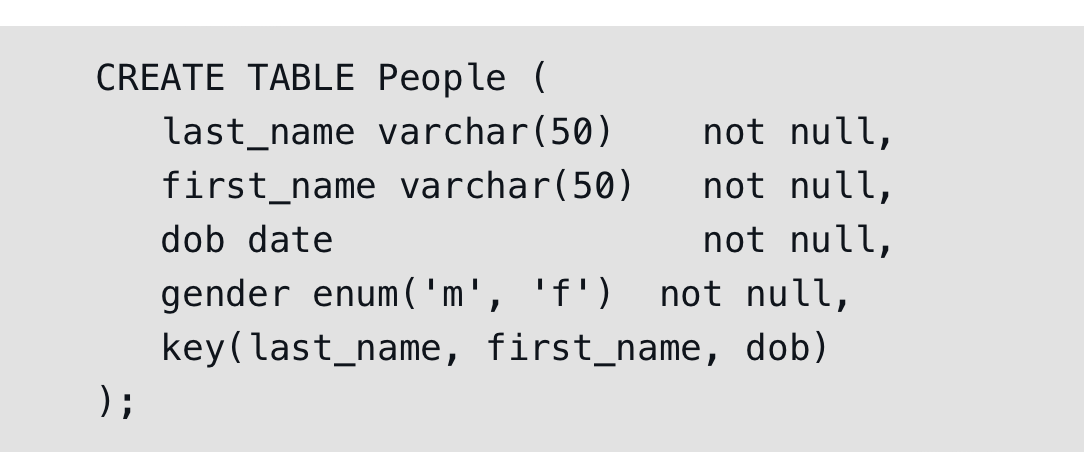 CREATE TABLE People (
   last_name varchar(50)    not null,
   first_name varchar(50)   not null,
   dob date                 not null,
   gender enum('m', 'f')  not null,
   key(last_name, first_name, dob)
);